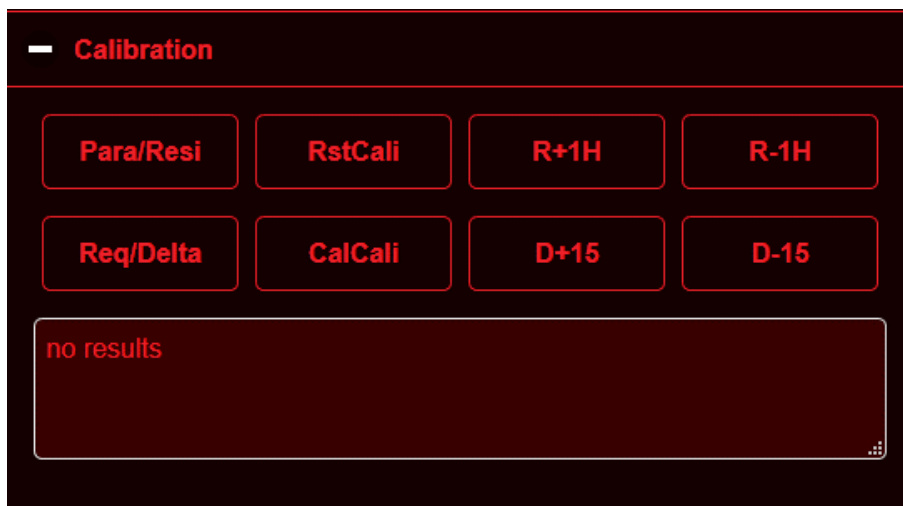 Calibration
Para/Resi RstCali R+1H R-1H
Req/Delta CalCali D+15 D-15
no results